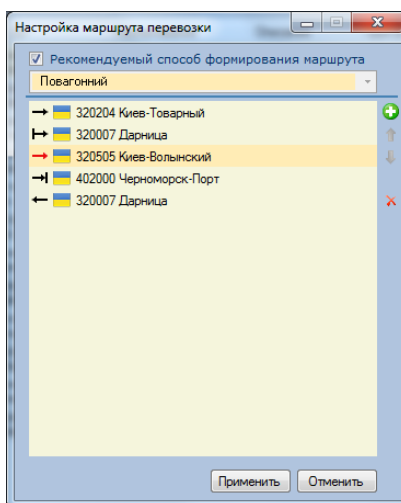 Настройка маршрута перевозки
Рекомендуемый способ формирования маршрута
Повагонний
320204 Киев-Товарный
320007 Дарница
320505 Киев-Волынский
402000 Черноморск-Порт
320007 Дарница
Применить
Отменить